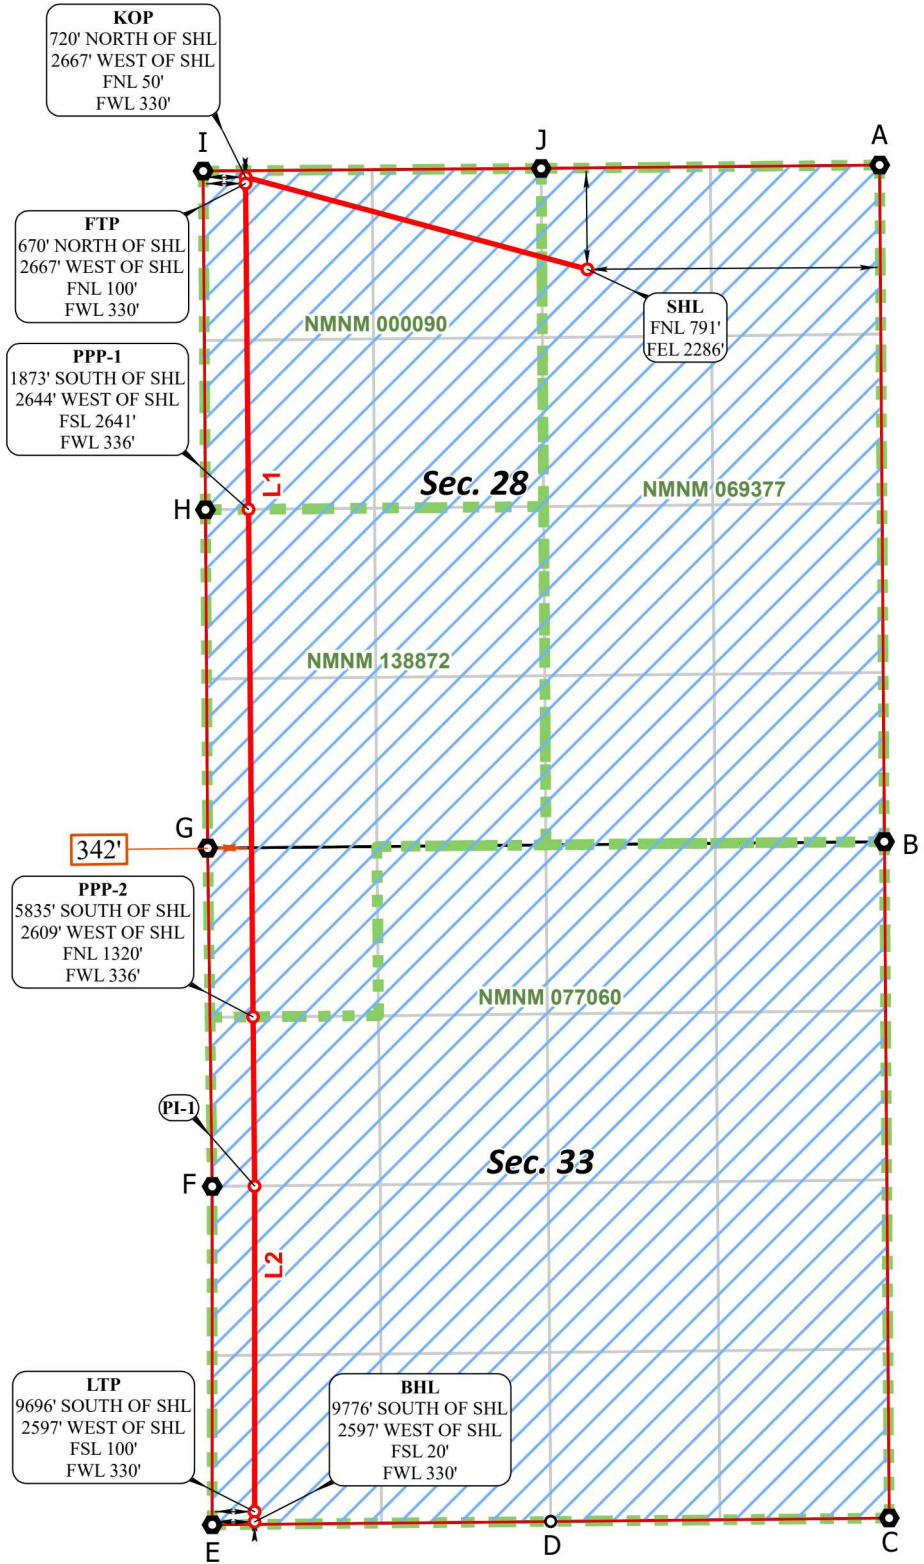 KOP
720' NORTH OF SHL
2667' WEST OF SHL
FNL 50'
FWL 330'
I
J
A
FTP
670' NORTH OF SHL
2667' WEST OF SHL
FNL 100'
FWL 330'
SHL
FNL 791'
FEL 2286'
NMNM 000090
PPP-1
1873' SOUTH OF SHL
2644' WEST OF SHL
FSL 2641'
FWL 336'
L1
Sec. 28
NMNM 069377
H
NMNM 138872
G
342'
B
PPP-2
5835' SOUTH OF SHL
2609' WEST OF SHL
FNL 1320'
FWL 336'
NMNM 077060
PI-1
Sec. 33
F
L2
LTP
9696' SOUTH OF SHL
2597' WEST OF SHL
FSL 100'
FWL 330'
BHL
9776' SOUTH OF SHL
2597' WEST OF SHL
FSL 20'
FWL 330'
E
D
C